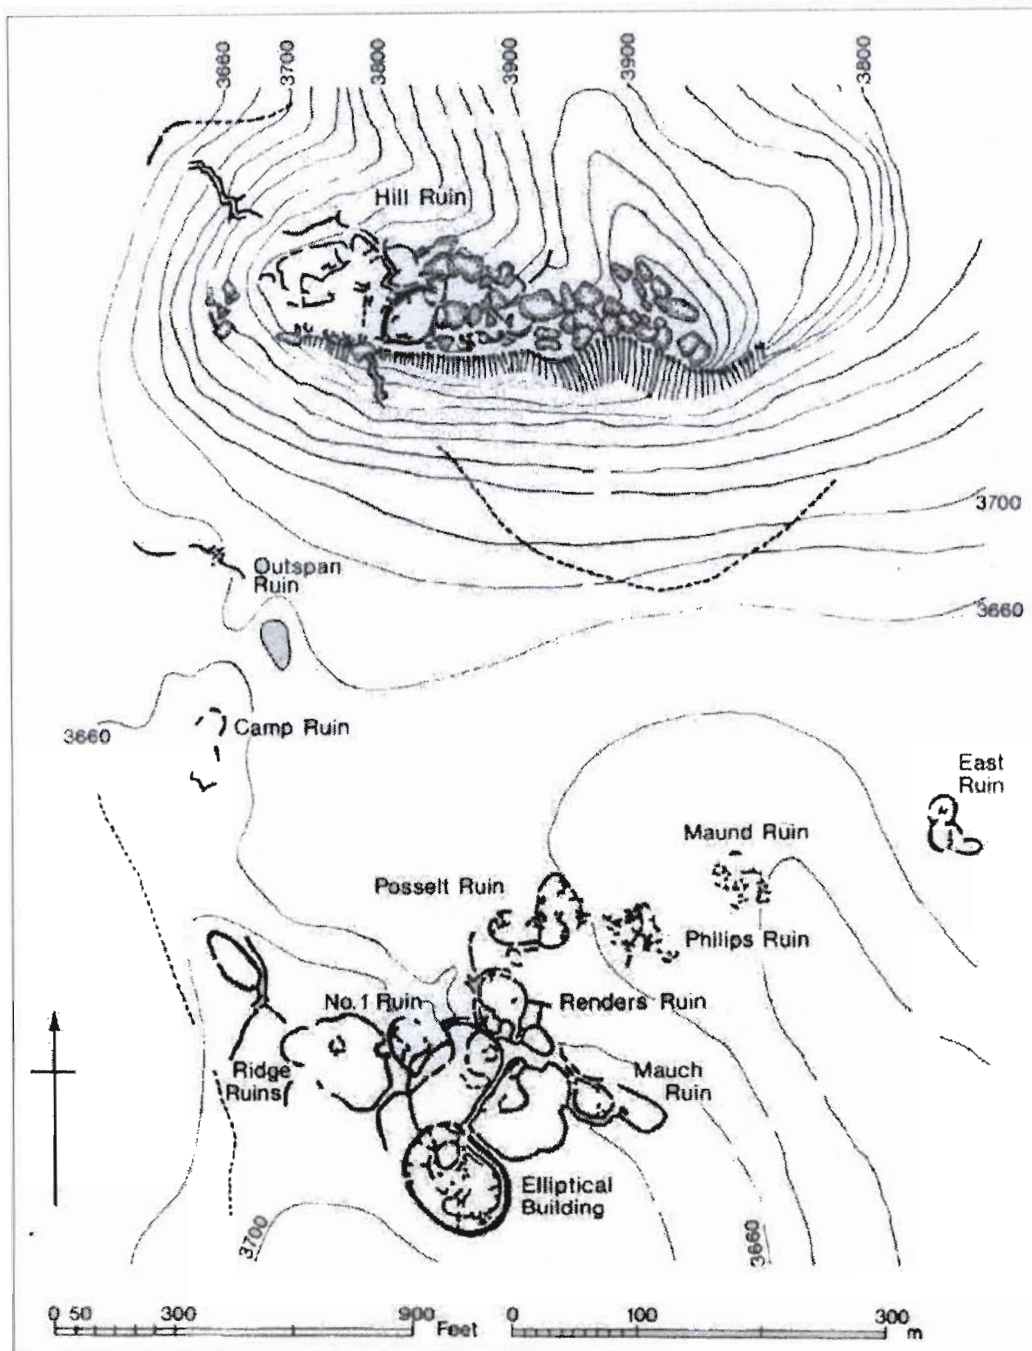 3660
3700
3800
3900
3900
3800
Hill Ruin
3700
Outspan
Ruin
3660
Camp Ruin
3660
East
Ruin
Maund Ruin
Posselt Ruin
Philips Ruin
No.1 Ruin
Renders Ruin
Ridge
Ruins
Mauch
Ruin
Elliptical
Building
3700
3660
0 50 300 900 Feet
0 100 300 m